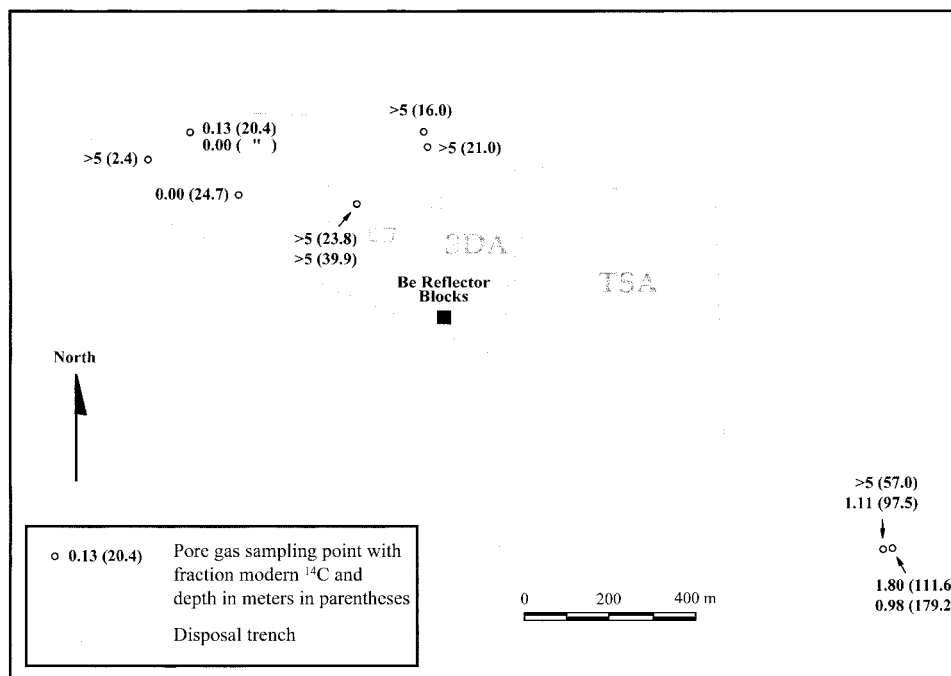 >5 (16.0)
0.13 (20.4)
0.00 ( " )
>5 (21.0)
>5 (2.4)
0.00 (24.7)
>5 (23.8)
>5 (39.9)
SDA
TSA
Be Reflector
Blocks
North
>5 (57.0)
1.11 (97.5)
1.80 (111.6
0.98 (179.2
0.13 (20.4)
Pore gas sampling point with
fraction modern ¹⁴C and
depth in meters in parentheses
Disposal trench
0 200 400 m